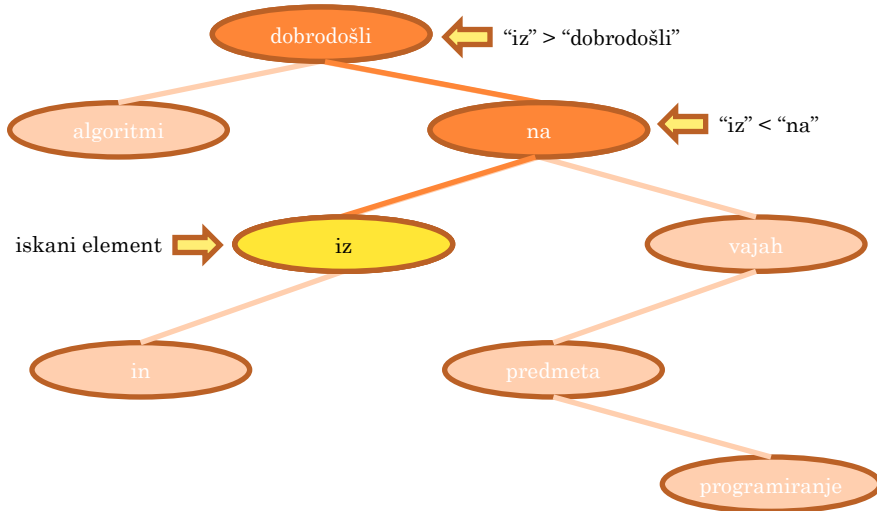 dobrodošli
“iz” > “dobrodošli”
algoritmi
na
“iz” < “na”
iskani element
iz
vajah
in
predmeta
programiranje